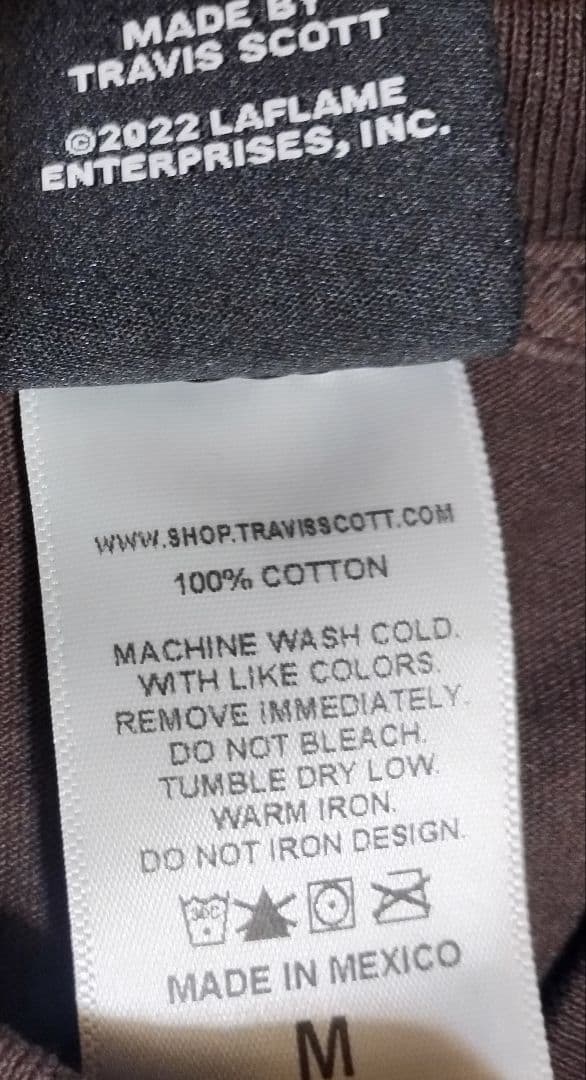 MADE BY
TRAVIS SCOTT
©2022 LAFLAME
ENTERPRISES, INC.
WWW.SHOP.TRAVISSCOTT.COM
100% COTTON
MACHINE WASH COLD.
WITH LIKE COLORS.
REMOVE IMMEDIATELY.
DO NOT BLEACH.
TUMBLE DRY LOW.
WARM IRON.
DO NOT IRON DESIGN.
MADE IN MEXICO
M